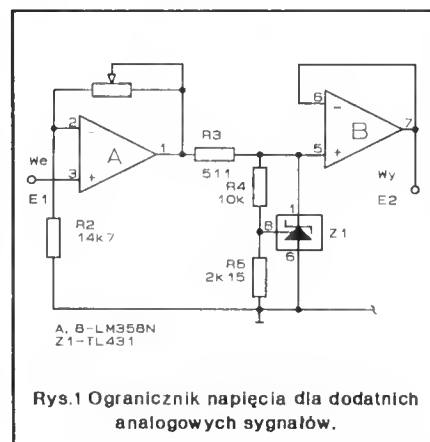 6
-
B
7
5
+
2
-
A
1
3
+
We
E1
R3
511
R4
10k
1
8
Z1
6
Wy
E2
R2
14k7
R5
2k15
A, B-LM358N
Z1-TL431
Rys.1 Ogranicznik napięcia dla dodatnich
analogowych sygnałów.